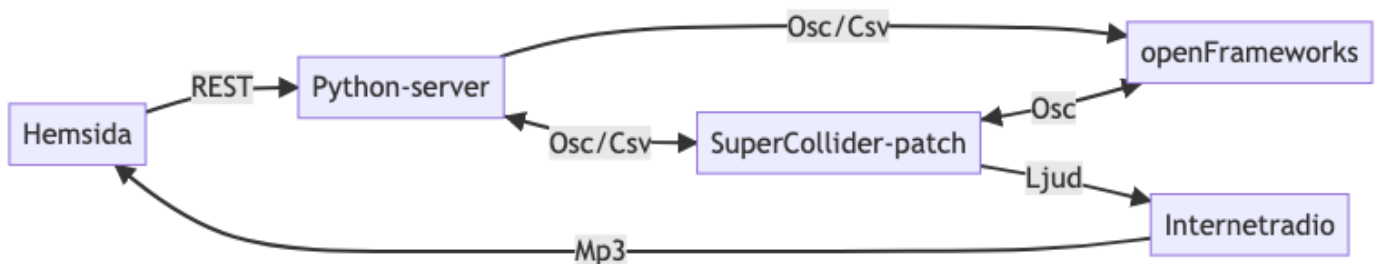 Osc/Csv
openFrameworks
REST
Python-server
Osc
Hemsida
Osc/Csv
SuperCollider-patch
Ljud
Internetradio
Mp3